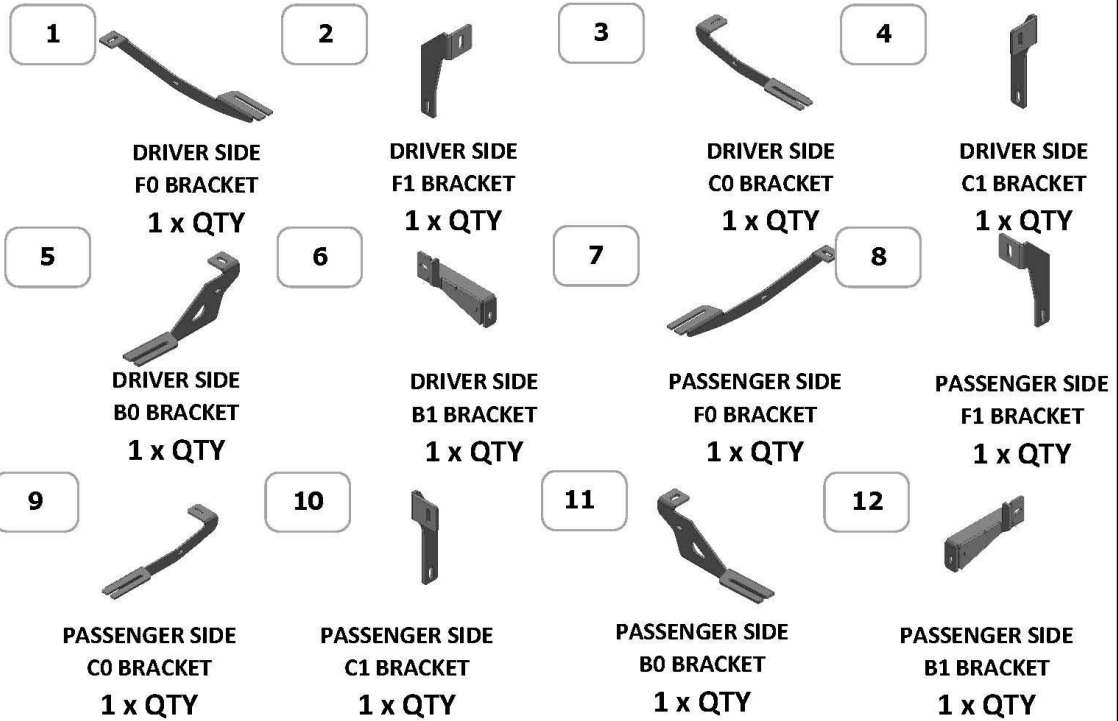 1
DRIVER SIDE
F0 BRACKET
1 x QTY
2
DRIVER SIDE
F1 BRACKET
1 x QTY
3
DRIVER SIDE
C0 BRACKET
1 x QTY
4
DRIVER SIDE
C1 BRACKET
1 x QTY
5
DRIVER SIDE
B0 BRACKET
1 x QTY
6
DRIVER SIDE
B1 BRACKET
1 x QTY
7
PASSENGER SIDE
F0 BRACKET
1 x QTY
8
PASSENGER SIDE
F1 BRACKET
1 x QTY
9
PASSENGER SIDE
C0 BRACKET
1 x QTY
10
PASSENGER SIDE
C1 BRACKET
1 x QTY
11
PASSENGER SIDE
B0 BRACKET
1 x QTY
12
PASSENGER SIDE
B1 BRACKET
1 x QTY